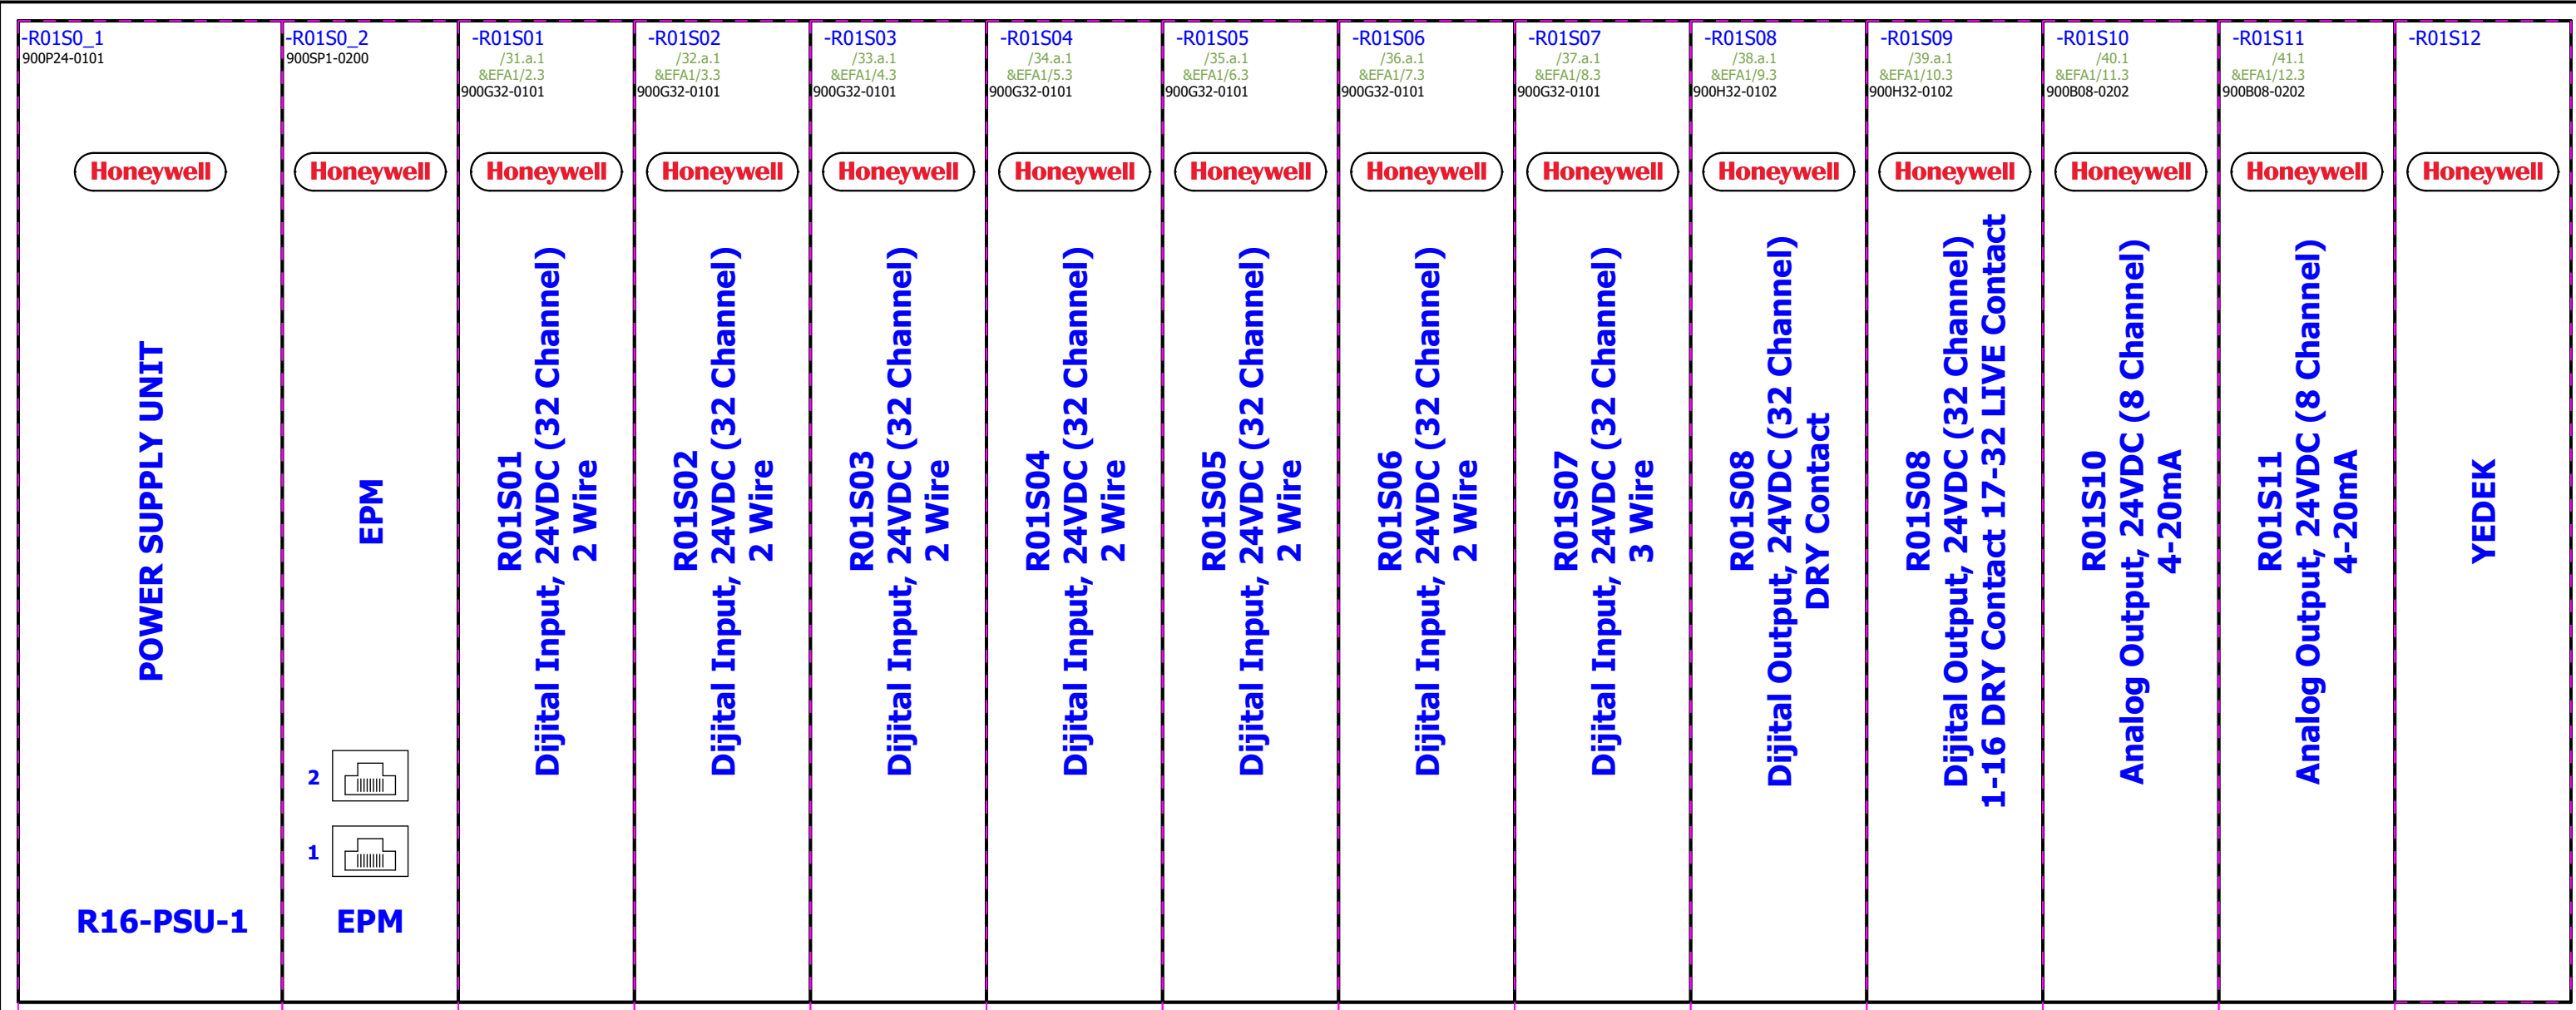 -R01S0_1
900P24-0101
Honeywell
POWER SUPPLY UNIT
R16-PSU-1
-R01S0_2
900SP1-0200
Honeywell
EPM
2
1
EPM
-R01S01
/31.a.1
&EFA1/2.3
900G32-0101
Honeywell
R01S01
Dijital Input, 24VDC (32 Channel)
2 Wire
-R01S02
/32.a.1
&EFA1/3.3
900G32-0101
Honeywell
R01S02
Dijital Input, 24VDC (32 Channel)
2 Wire
-R01S03
/33.a.1
&EFA1/4.3
900G32-0101
Honeywell
R01S03
Dijital Input, 24VDC (32 Channel)
2 Wire
-R01S04
/34.a.1
&EFA1/5.3
900G32-0101
Honeywell
R01S04
Dijital Input, 24VDC (32 Channel)
2 Wire
-R01S05
/35.a.1
&EFA1/6.3
900G32-0101
Honeywell
R01S05
Dijital Input, 24VDC (32 Channel)
2 Wire
-R01S06
/36.a.1
&EFA1/7.3
900G32-0101
Honeywell
R01S06
Dijital Input, 24VDC (32 Channel)
2 Wire
-R01S07
/37.a.1
&EFA1/8.3
900G32-0101
Honeywell
R01S07
Dijital Input, 24VDC (32 Channel)
3 Wire
-R01S08
/38.a.1
&EFA1/9.3
900H32-0102
Honeywell
R01S08
Dijital Output, 24VDC (32 Channel)
DRY Contact
-R01S09
/39.a.1
&EFA1/10.3
900H32-0102
Honeywell
R01S08
Dijital Output, 24VDC (32 Channel)
1-16 DRY Contact 17-32 LIVE Contact
-R01S10
/40.1
&EFA1/11.3
900B08-0202
Honeywell
R01S10
Analog Output, 24VDC (8 Channel)
4-20mA
-R01S11
/41.1
&EFA1/12.3
900B08-0202
Honeywell
R01S11
Analog Output, 24VDC (8 Channel)
4-20mA
-R01S12
Honeywell
YEDEK